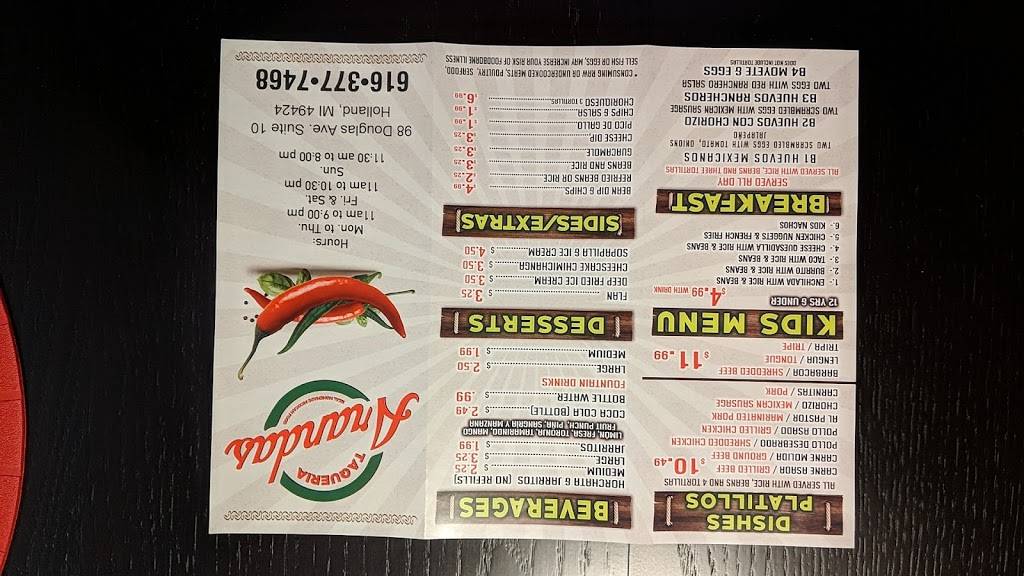 DISHES
PLATILLOS
ALL SERVED WITH RICE, BEANS AND 4 TORTILLAS
CARNE ASADA / GRILLED BEEF
CARNE MOLIDA / GROUND BEEF
$10.49
POLLO DESEBRADO / SHREDDED CHICKEN
POLLO ASADO / GRILLED CHICKEN
AL PASTOR / MARINATED PORK
CHORZO / MEXICAN SAUSAGE
CARNITAS / PORK
BARBACOA / SHREDDED BEEF
LENGUA / TONGUE
$11.99
TRIPA / TRIPE
KIDS MENU
12 YRS & UNDER
$4.99 WITH DRINK
1.- ENCHILADA WITH RICE & BEANS
2.- BURRITO WITH RICE & BEANS
3.- TACO WITH RICE & BEANS
4.- CHEESE QUESADILLA WITH RICE & BEANS
5.- CHICKEN NUGGETS & FRENCH FRIES
6.- KIDS NACHOS
BREAKFAST
SERVED ALL DAY
ALL SERVED WITH RICE, BEANS AND THREE TORTILLAS
B1 HUEVOS MEXICANOS
TWO SCRAMBLED EGGS WITH TOMATO, ONIONS, JALAPEÑO
B2 HUEVOS CON CHORZO
TWO EGGS SCRAMBLED WITH MEXICAN SAUSAGE
B3 HUEVOS RANCHEROS
TWO EGGS WITH RED RANCHERO SALSA
B4 MOYETE & EGGS
DOES NOT INCLUDE TORTILLAS
BEVERAGES
HORCHATA & JARRITOS (NO REFILLS)
MEDIUM $ 2.25
LARGE $ 3.25
JARRITOS $ 1.99
LIMON, FRESA, TORONJA, TAMARINDO, MANGO
FRUIT PUNCH, PIÑA, SANGRIA Y MANZANA
COCA COLA (BOTTLE) $ 2.49
BOTTLE WATER $ .99
FOUNTAIN DRINKS
LARGE $ 2.50
MEDIUM $ 1.99
DESSERTS
FLAN $ 3.25
DEEP FRIED ICE CREAM $ 3.50
CHEESCAKE CHIMICHANGA $ 3.50
SOPAPILLA & ICE CREAM $ 4.50
SIDES/EXTRAS
BEAN DIP CHIPS 4.99
REFRIED BEANS OR RICE 2.25
BEANS AND RICE 3.25
GUACAMOLE 3.25
CHEESE DIP 3.25
PICO DE GALLO 1.99
CHIPS & SALSA 1.99
CHORIQUESO 3 TORTILLAS 6.99
* CONSUMING RAW OR UNDERCOOKED MEATS, POULTRY, SEAFOOD,
SELFISH OR EGGS, MAY INCREASE YOUR RISK OF FOODBORNE ILLNESS
TAQUERIA
Arandas
Hours:
Mon. to Thu.
11am to 9:00 pm
Fri & Sat.
11am to 10:30 pm
Sun.
11:30 am to 8:00 pm
98 Douglas Ave. Suite 10
Holland, MI 49424
616•377•7468